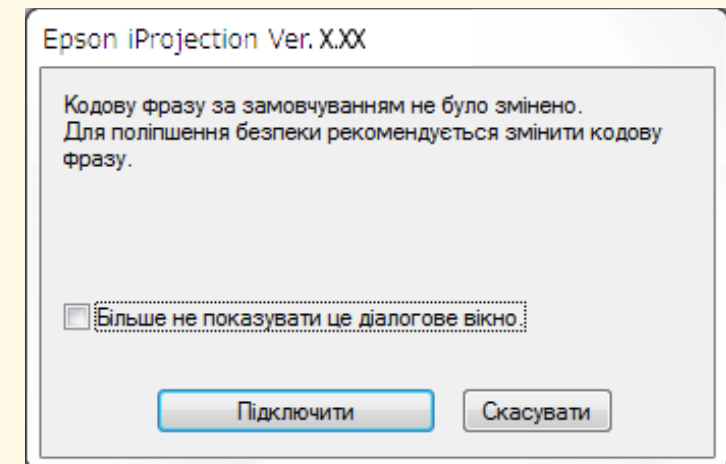 Epson iProjection Ver. X.XX
Кодову фразу за замовчуванням не було змінено.
Для поліпшення безпеки рекомендується змінити кодову
фразу.
Більше не показувати це діалогове вікно.
Підключити
Скасувати